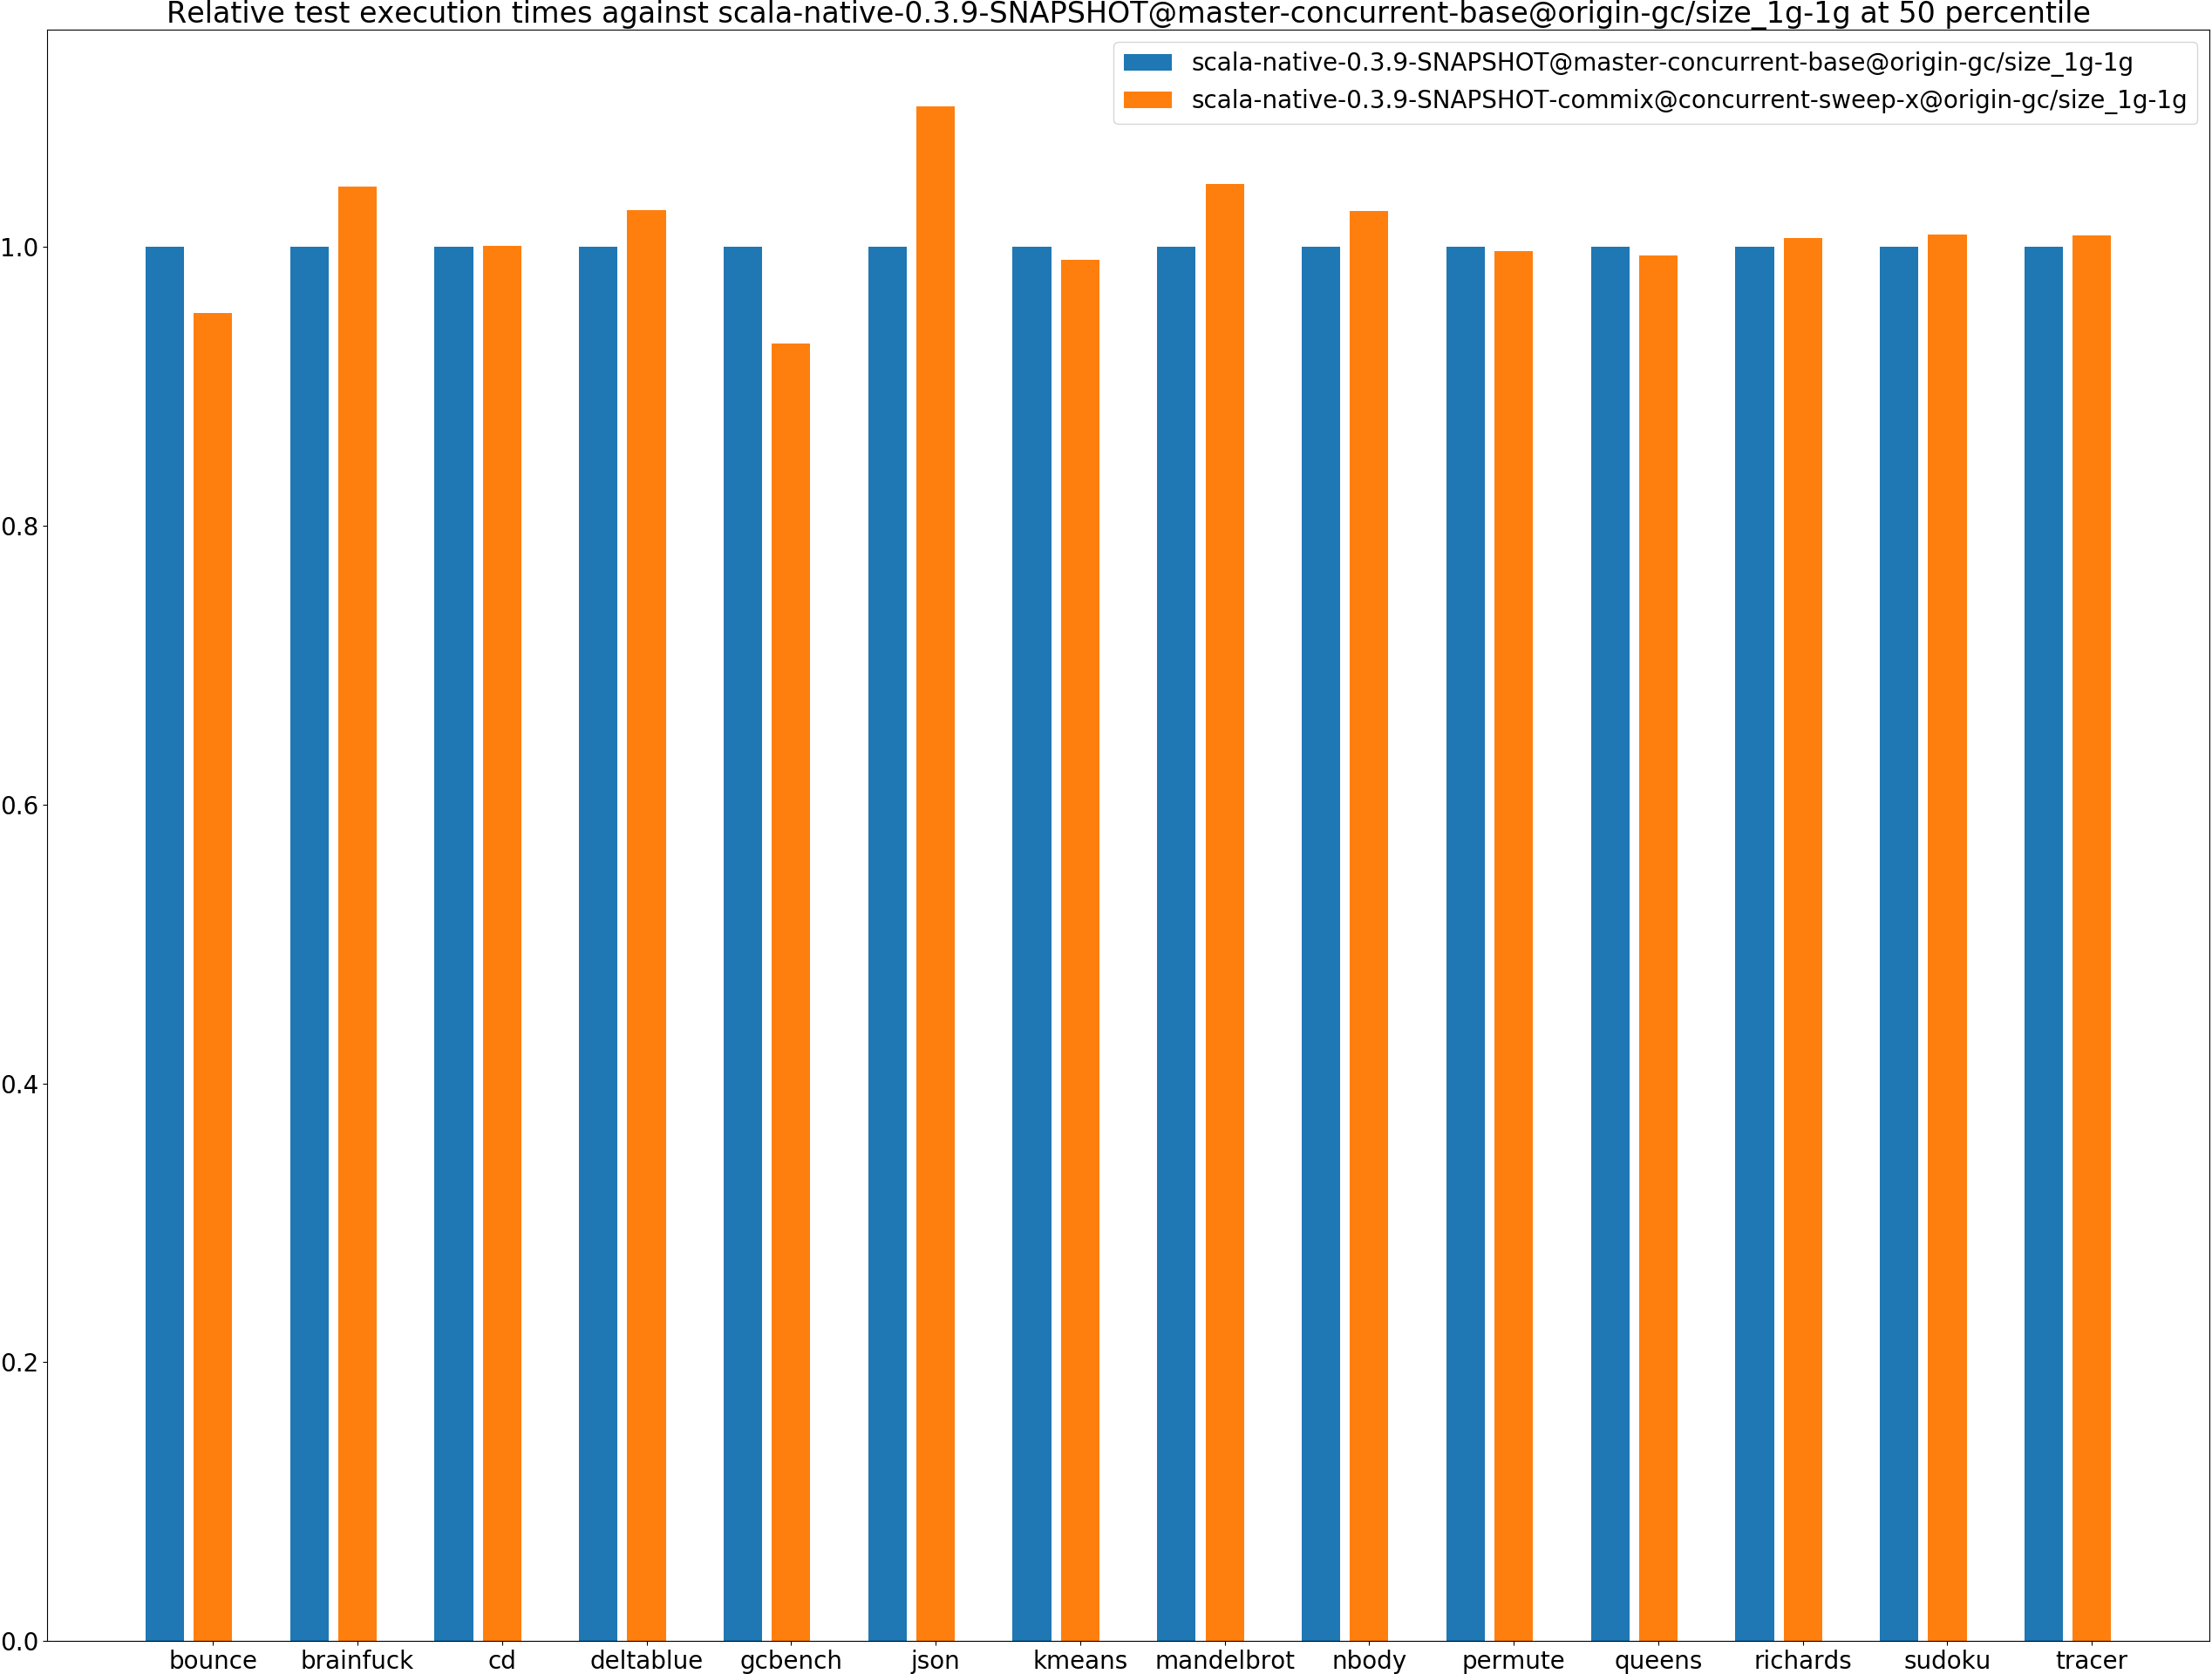 Relative test execution times against scala-native-0.3.9-SNAPSHOT@master-concurrent-base@origin-gc/size_1g-1g at 50 percentile
scala-native-0.3.9-SNAPSHOT@master-concurrent-base@origin-gc/size_1g-1g
scala-native-0.3.9-SNAPSHOT-commix@concurrent-sweep-x@origin-gc/size_1g-1g
1.0
0.8
0.6
0.4
0.2
0.0
bounce brainfuck cd deltablue gcbench json kmeans mandelbrot nbody permute queens richards sudoku tracer